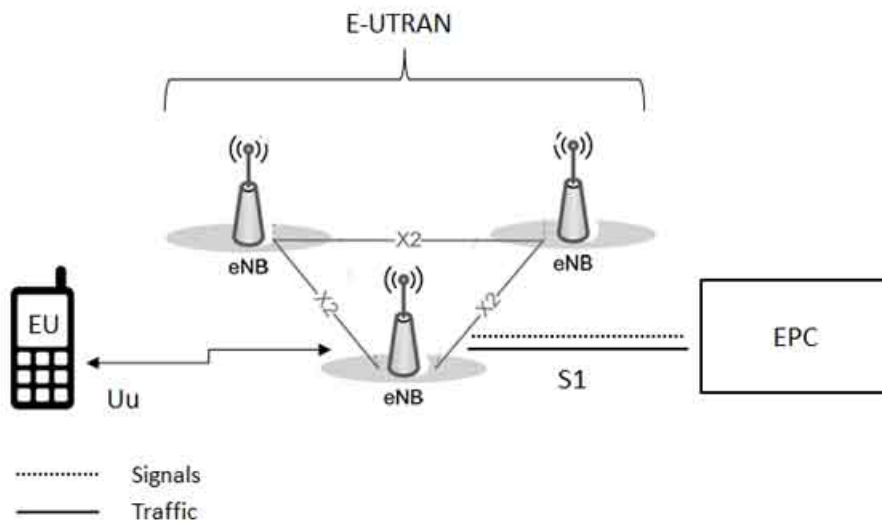 E-UTRAN
eNB
X2
eNB
X2
X2
EU
Uu
eNB
S1
EPC
Signals
Traffic